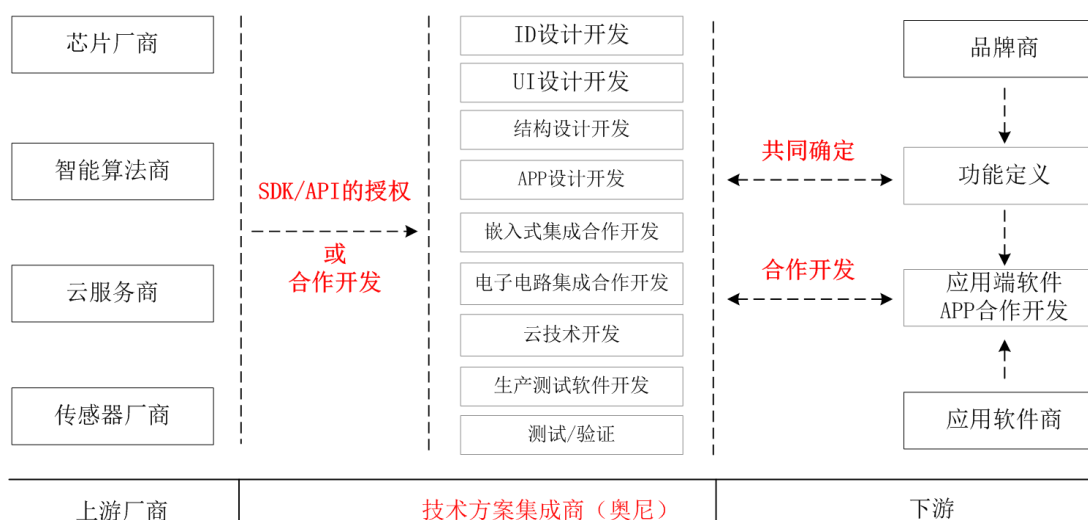 芯片厂商
智能算法商
云服务商
传感器厂商
SDK/API的授权
或
合作开发
ID设计开发
UI设计开发
结构设计开发
APP设计开发
嵌入式集成合作开发
电子电路集成合作开发
云技术开发
生产测试软件开发
测试/验证
共同确定
合作开发
品牌商
功能定义
应用端软件
APP合作开发
应用软件商
上游厂商
技术方案集成商（奥尼）
下游